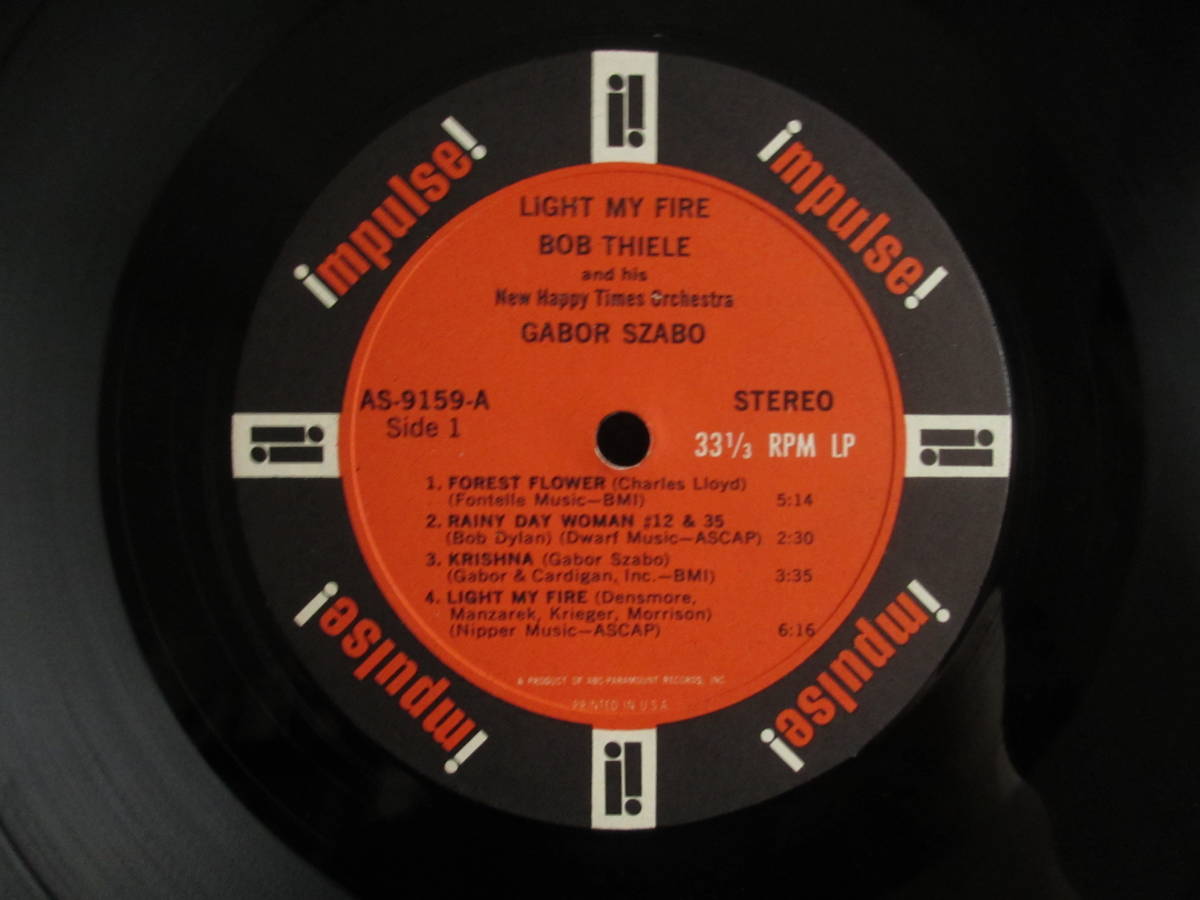 impulse!
impulse!
LIGHT MY FIRE
BOB THIELE
and his
New Happy Times Orchestra
GABOR SZABO
AS-9159-A
Side 1
STEREO
33 1/3 RPM LP
1. FOREST FLOWER (Charles Lloyd)
(Fontelle Music—BMI) 5:14
2. RAINY DAY WOMAN #12 & 35
(Bob Dylan) (Dwarf Music—ASCAP) 2:30
3. KRISHNA (Gabor Szabo)
(Gabor & Cardigan, Inc.—BMI) 3:35
4. LIGHT MY FIRE (Densmore,
Manzarek, Krieger, Morrison)
(Nipper Music—ASCAP) 6:16
A PRODUCT OF ABC-PARAMOUNT RECORDS, INC.
PRINTED IN U.S.A.
impulse!
impulse!